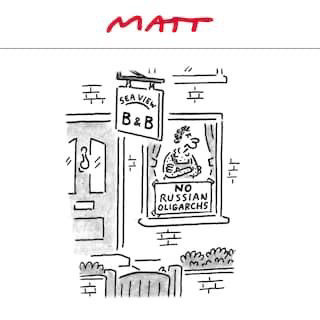 MATT
SEA VIEW
B & B
NO
RUSSIAN
OLIGARCHS